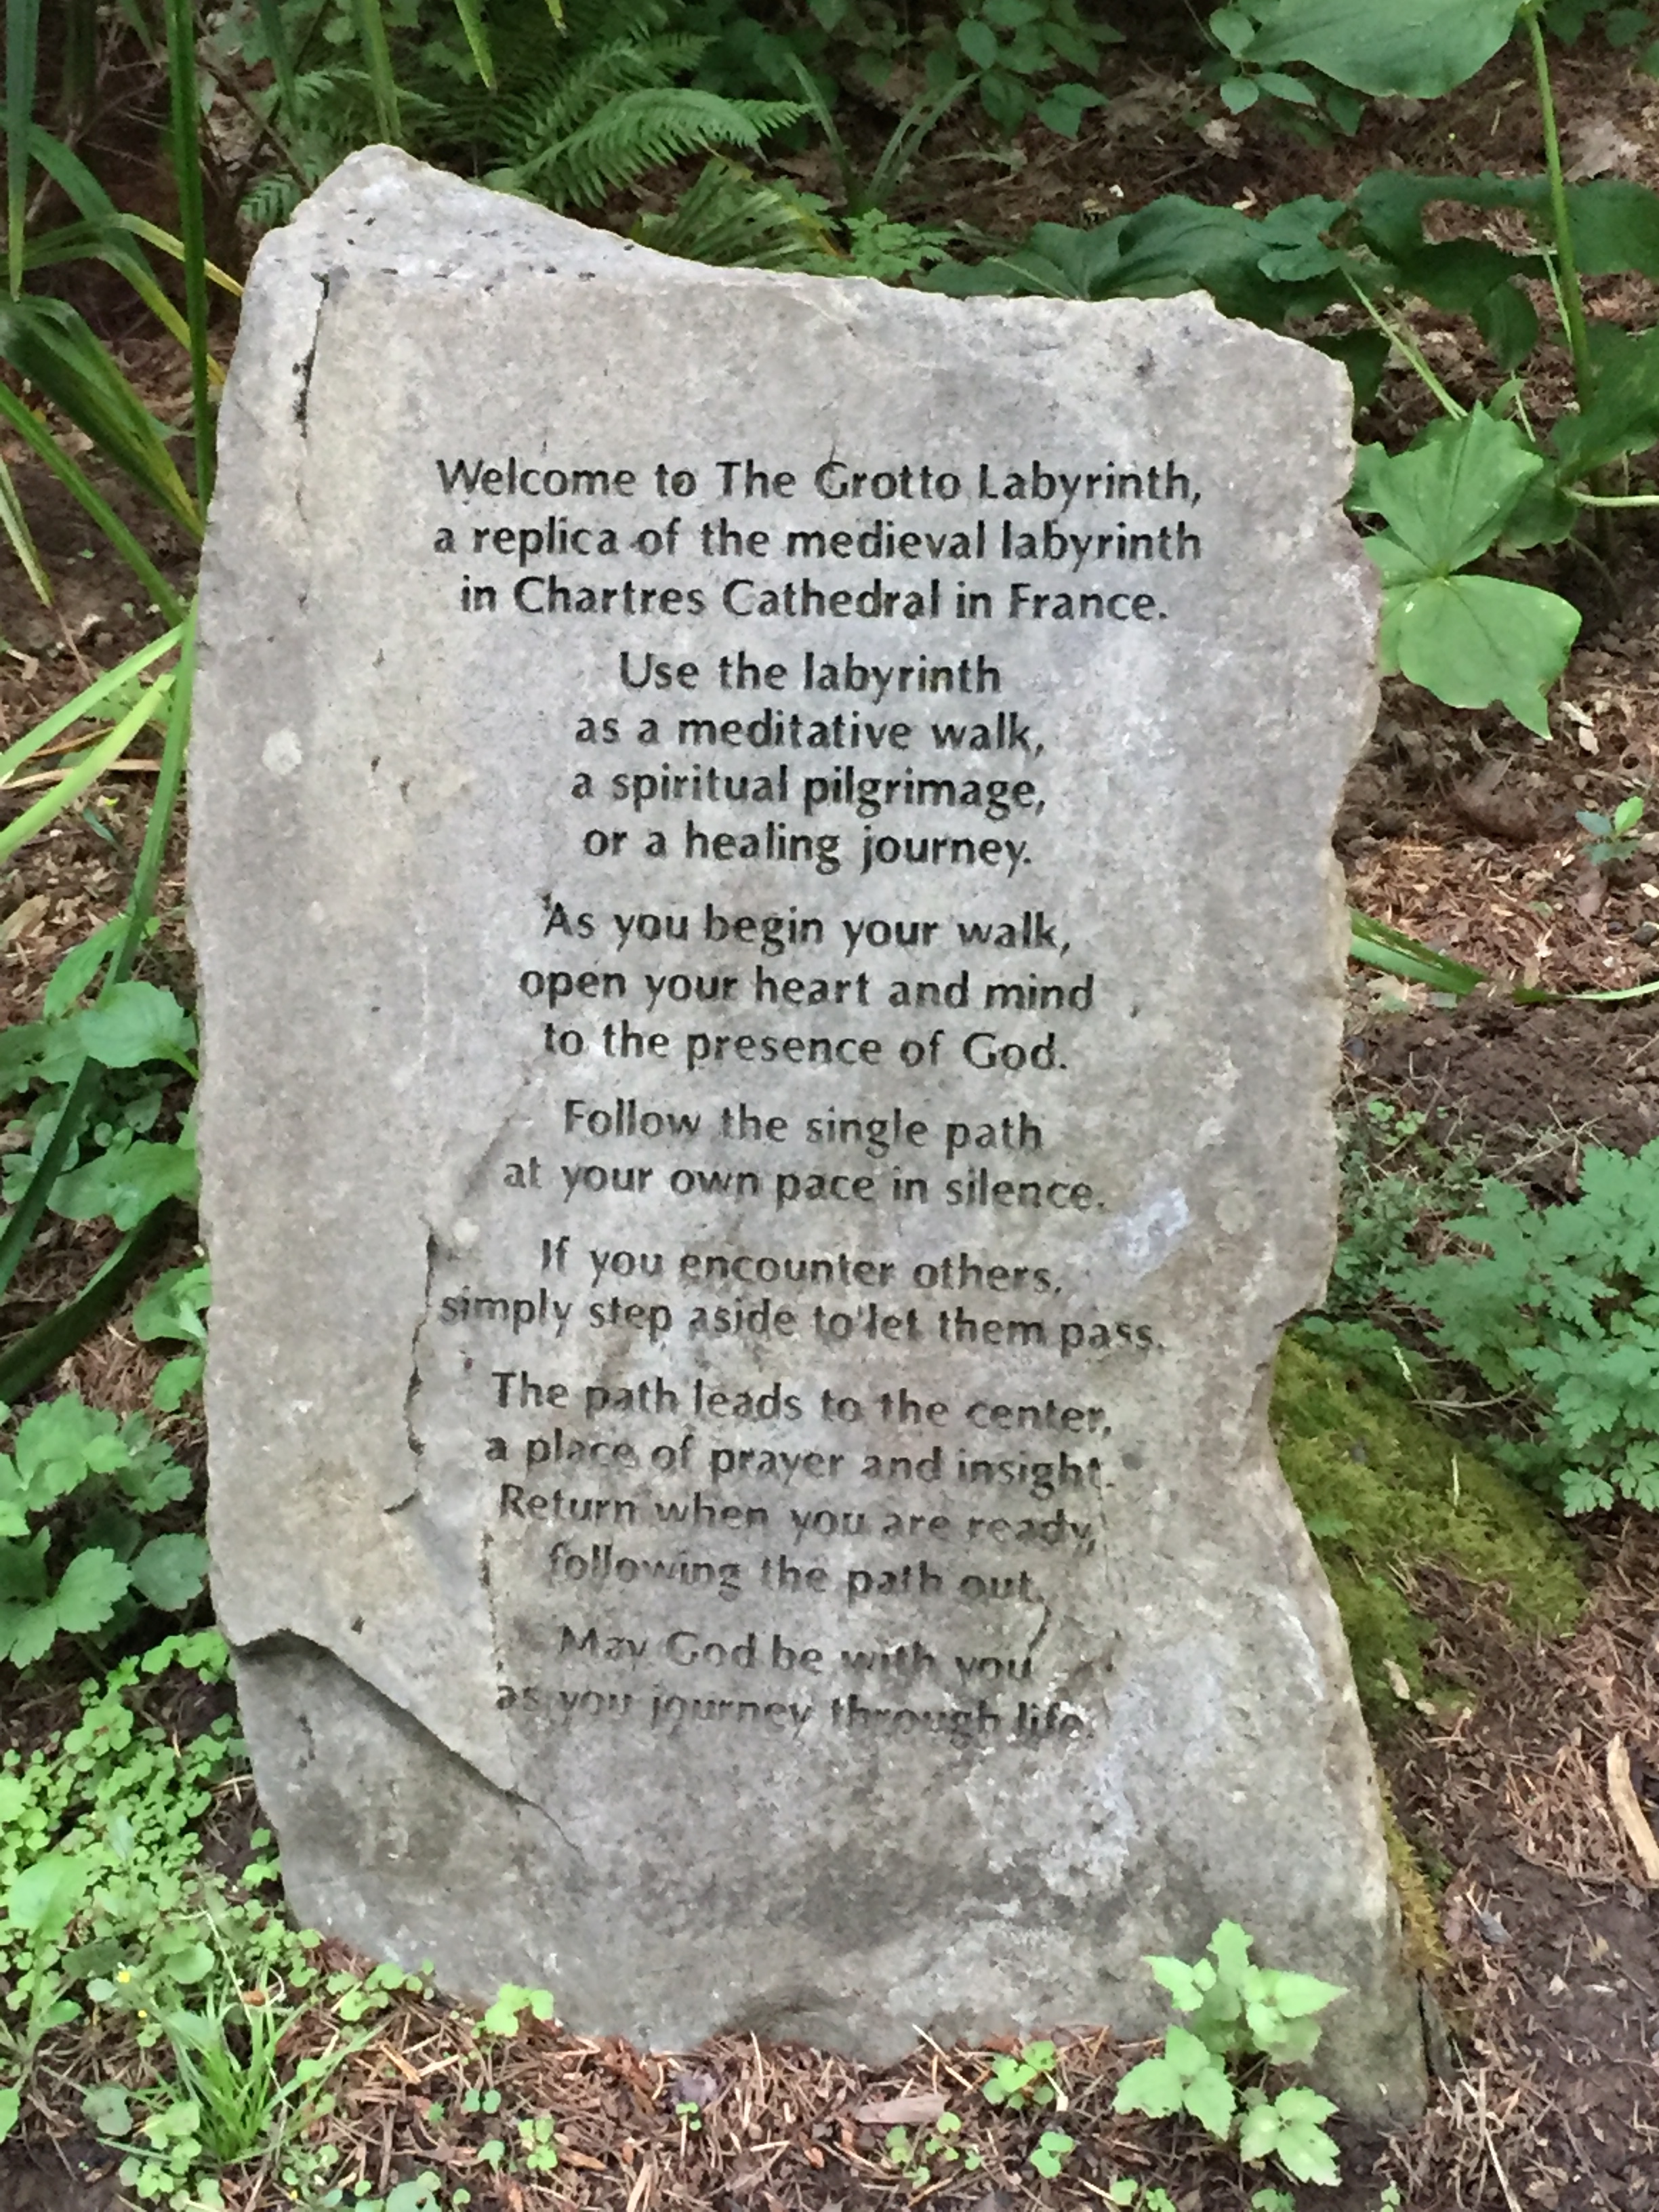 Welcome to The Grotto Labyrinth,
a replica of the medieval labyrinth
in Chartres Cathedral in France.
Use the labyrinth
as a meditative walk,
a spiritual pilgrimage,
or a healing journey.
As you begin your walk,
open your heart and mind
to the presence of God.
Follow the single path
at your own pace in silence.
If you encounter others,
simply step aside to let them pass.
The path leads to the center,
a place of prayer and insight.
Return when you are ready,
following the path out.
May God be with you
as you journey through life.